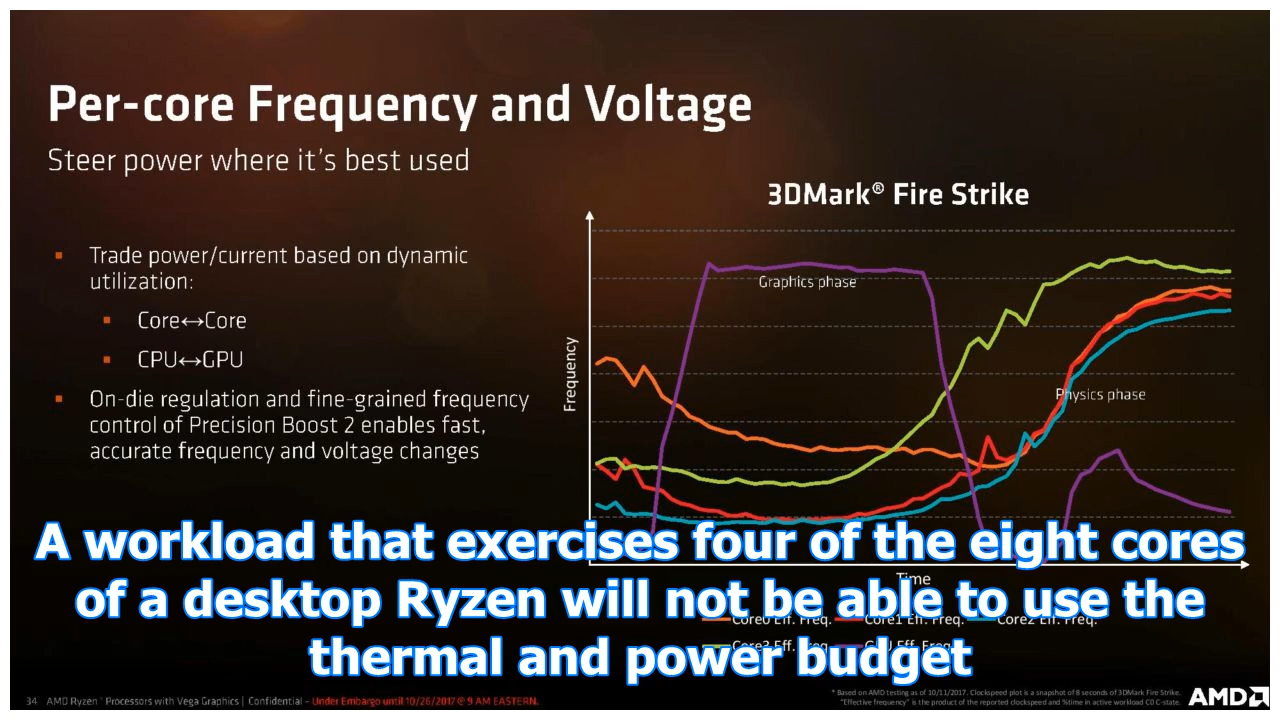 Per-core Frequency and Voltage
Steer power where it's best used
Trade power/current based on dynamic
utilization:
Core↔Core
CPU↔GPU
On-die regulation and fine-grained frequency
control of Precision Boost 2 enables fast,
accurate frequency and voltage changes
3DMark® Fire Strike
Frequency
Graphics phase
Physics phase
Time
Core0 Eff. Freq.
Core1 Eff. Freq.
Core2 Eff. Freq.
Core3 Eff. Freq.
Eff. Freq.
A workload that exercises four of the eight cores
of a desktop Ryzen will not be able to use the
thermal and power budget
34 AMD Ryzen™ Processors with Vega Graphics | Confidential – Under Embargo until 10/26/2017 @ 9 AM EASTERN.
* Based on AMD testing as of 10/11/2017. Clockspeed plot is a snapshot of 8 seconds of 3DMark Fire Strike.
"Effective frequency" is the product of the reported clockspeed and %time in active workload C0 C-state.
AMD